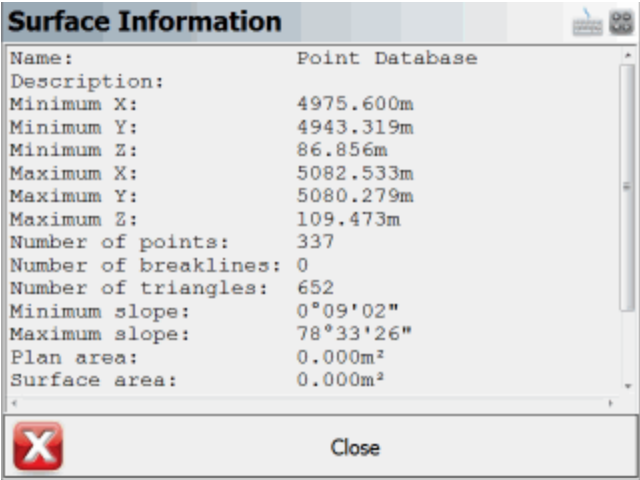 Surface Information
Name: Point Database
Description:
Minimum X: 4975.600m
Minimum Y: 4943.319m
Minimum Z: 86.856m
Maximum X: 5082.533m
Maximum Y: 5080.279m
Maximum Z: 109.473m
Number of points: 337
Number of breaklines: 0
Number of triangles: 652
Minimum slope: 0°09'02"
Maximum slope: 78°33'26"
Plan area: 0.000m²
Surface area: 0.000m²
Close